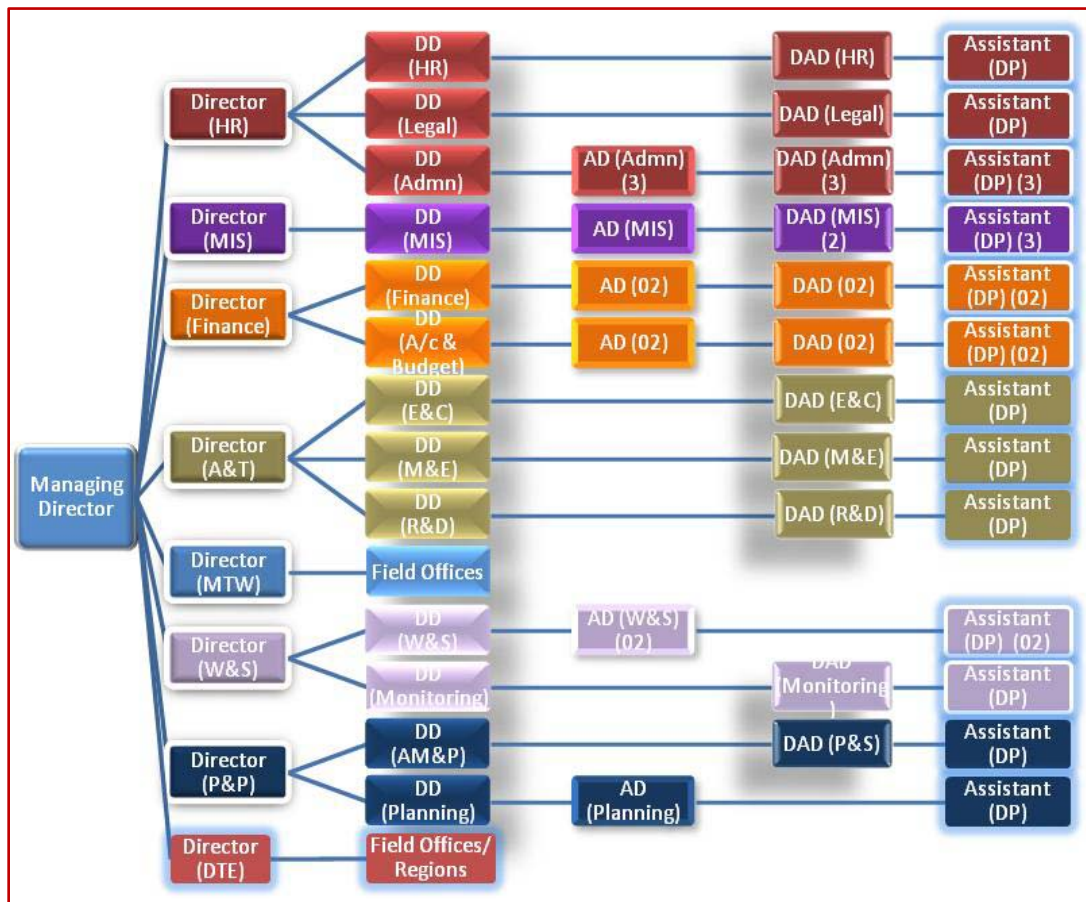 DD
(HR)
DAD (HR)
Assistant
(DP)
Director
(HR)
DD
(Legal)
DAD (Legal)
Assistant
(DP)
DD
(Admn)
AD (Admn)
(3)
DAD (Admn)
(3)
Assistant
(DP) (3)
Director
(MIS)
DD
(MIS)
AD (MIS)
DAD (MIS)
(2)
Assistant
(DP) (3)
Director
(Finance)
DD
(Finance)
AD (02)
DAD (02)
Assistant
(DP) (02)
DD
(A/c &
Budget)
AD (02)
DAD (02)
Assistant
(DP) (02)
Managing
Director
Director
(A&T)
DD
(E&C)
DAD (E&C)
Assistant
(DP)
DD
(M&E)
DAD (M&E)
Assistant
(DP)
DD
(R&D)
DAD (R&D)
Assistant
(DP)
Director
(MTW)
Field Offices
Director
(W&S)
DD
(W&S)
AD (W&S)
(02)
Assistant
(DP) (02)
DD
(Monitoring)
DAD
(Monitoring
)
Assistant
(DP)
Director
(P&P)
DD
(AM&P)
DAD (P&S)
Assistant
(DP)
DD
(Planning)
AD
(Planning)
Assistant
(DP)
Director
(DTE)
Field Offices/
Regions